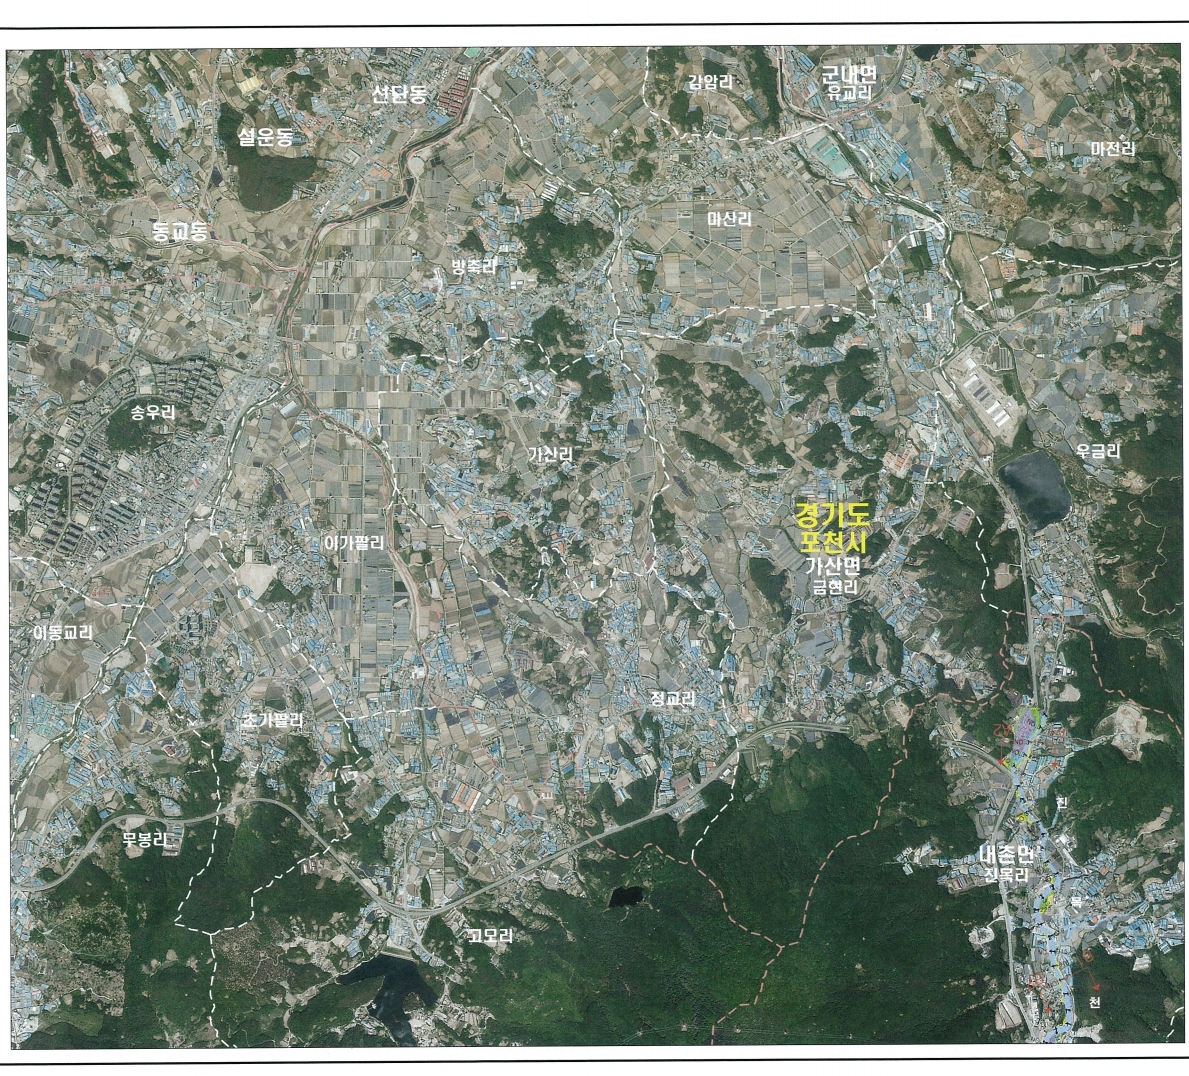 선단동
감암리
군내면
유교리
설운동
마전리
마산리
동교동
방축리
송우리
가산리
우금리
경기도
포천시
이가팔리
가산면
금현리
이동교리
정교리
초가팔리
진
무봉리
내촌면
진목리
목
고모리
천